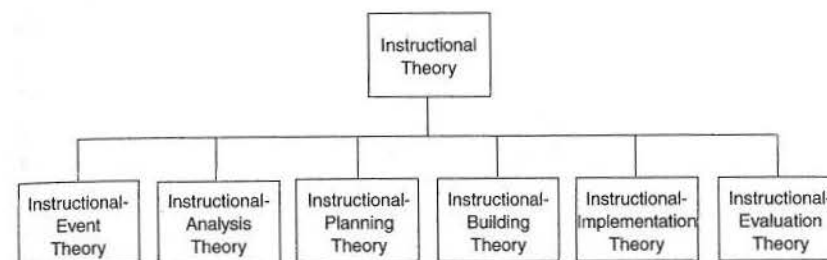 Instructional
Theory
Instructional-
Event
Theory
Instructional-
Analysis
Theory
Instructional-
Planning
Theory
Instructional-
Building
Theory
Instructional-
Implementation
Theory
Instructional-
Evaluation
Theory